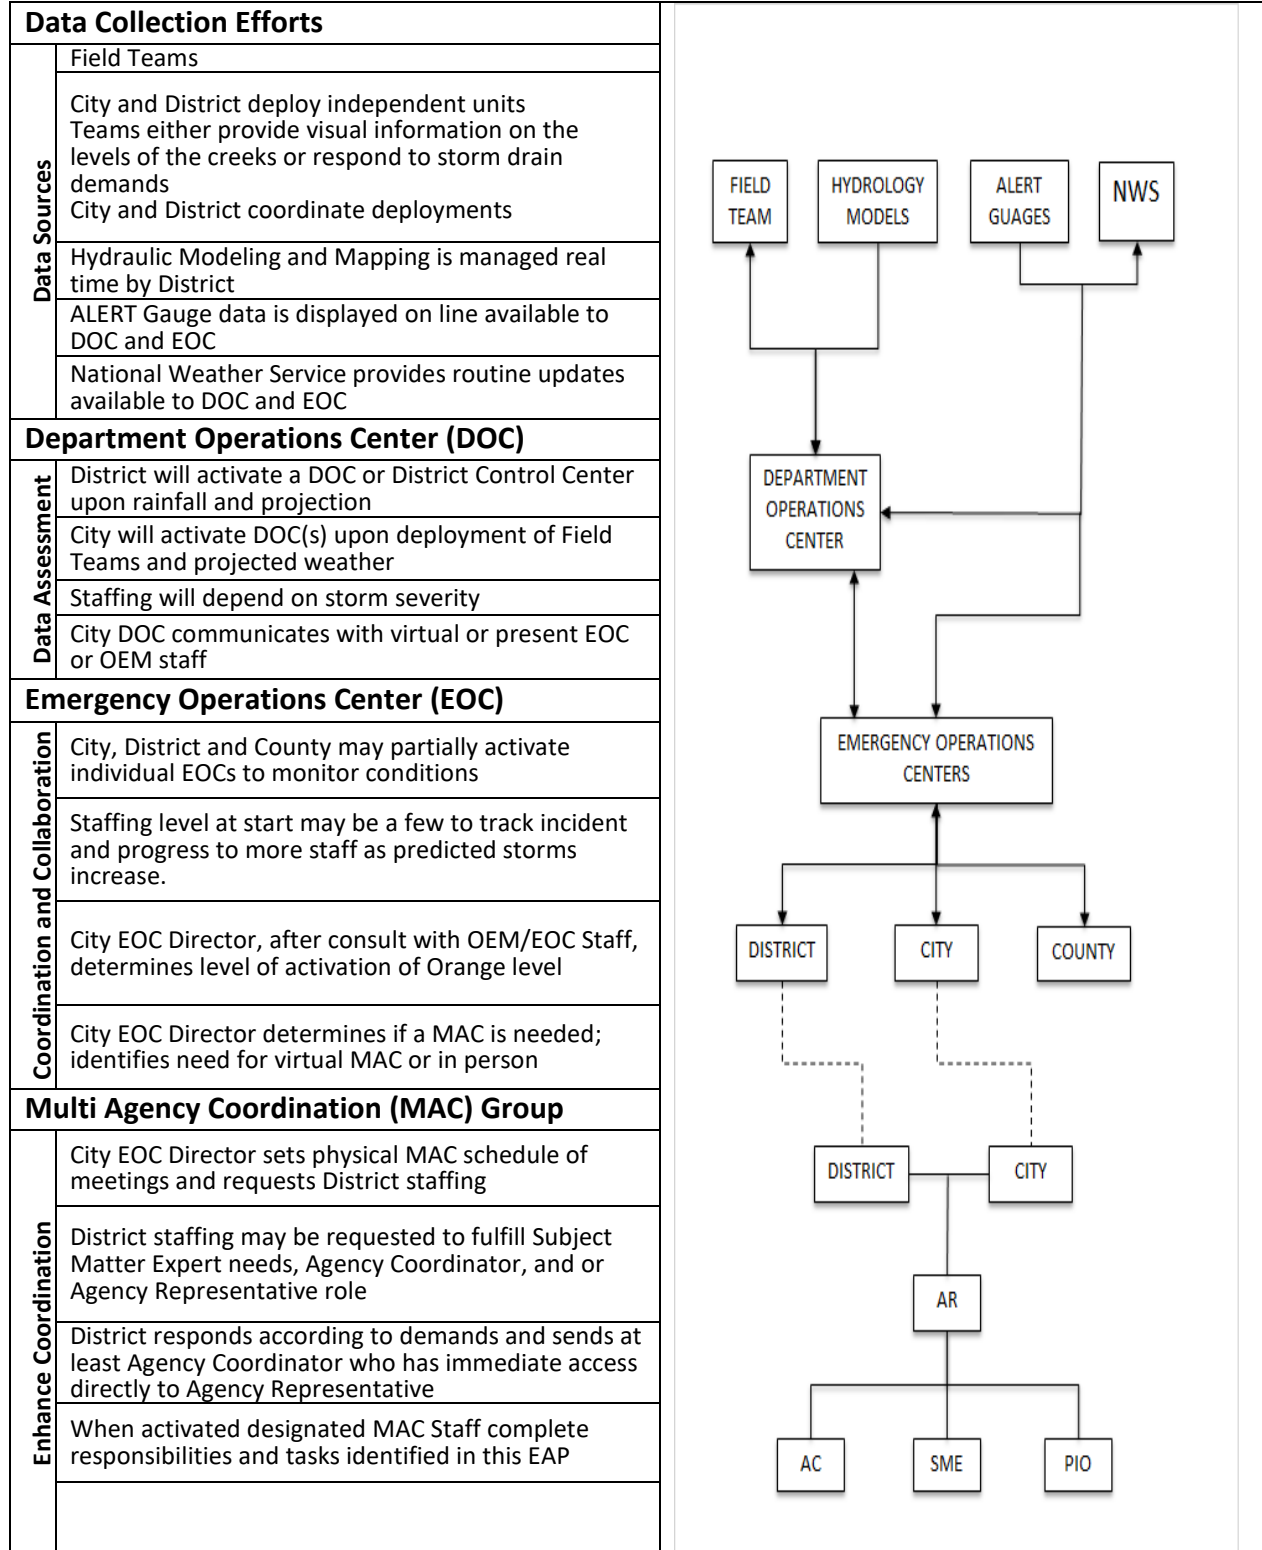 Data Collection Efforts
Data Sources
Field Teams
City and District deploy independent units
Teams either provide visual information on the
levels of the creeks or respond to storm drain
demands
City and District coordinate deployments
Hydraulic Modeling and Mapping is managed real
time by District
ALERT Gauge data is displayed on line available to
DOC and EOC
National Weather Service provides routine updates
available to DOC and EOC
Department Operations Center (DOC)
Data Assessment
District will activate a DOC or District Control Center
upon rainfall and projection
City will activate DOC(s) upon deployment of Field
Teams and projected weather
Staffing will depend on storm severity
City DOC communicates with virtual or present EOC
or OEM staff
Emergency Operations Center (EOC)
Coordination and Collaboration
City, District and County may partially activate
individual EOCs to monitor conditions
Staffing level at start may be a few to track incident
and progress to more staff as predicted storms
increase.
City EOC Director, after consult with OEM/EOC Staff,
determines level of activation of Orange level
City EOC Director determines if a MAC is needed;
identifies need for virtual MAC or in person
Multi Agency Coordination (MAC) Group
Enhance Coordination
City EOC Director sets physical MAC schedule of
meetings and requests District staffing
District staffing may be requested to fulfill Subject
Matter Expert needs, Agency Coordinator, and or
Agency Representative role
District responds according to demands and sends at
least Agency Coordinator who has immediate access
directly to Agency Representative
When activated designated MAC Staff complete
responsibilities and tasks identified in this EAP
FIELD
TEAM
HYDROLOGY
MODELS
ALERT
GUAGES
NWS
DEPARTMENT
OPERATIONS
CENTER
EMERGENCY OPERATIONS
CENTERS
DISTRICT
CITY
COUNTY
DISTRICT
CITY
AR
AC
SME
PIO